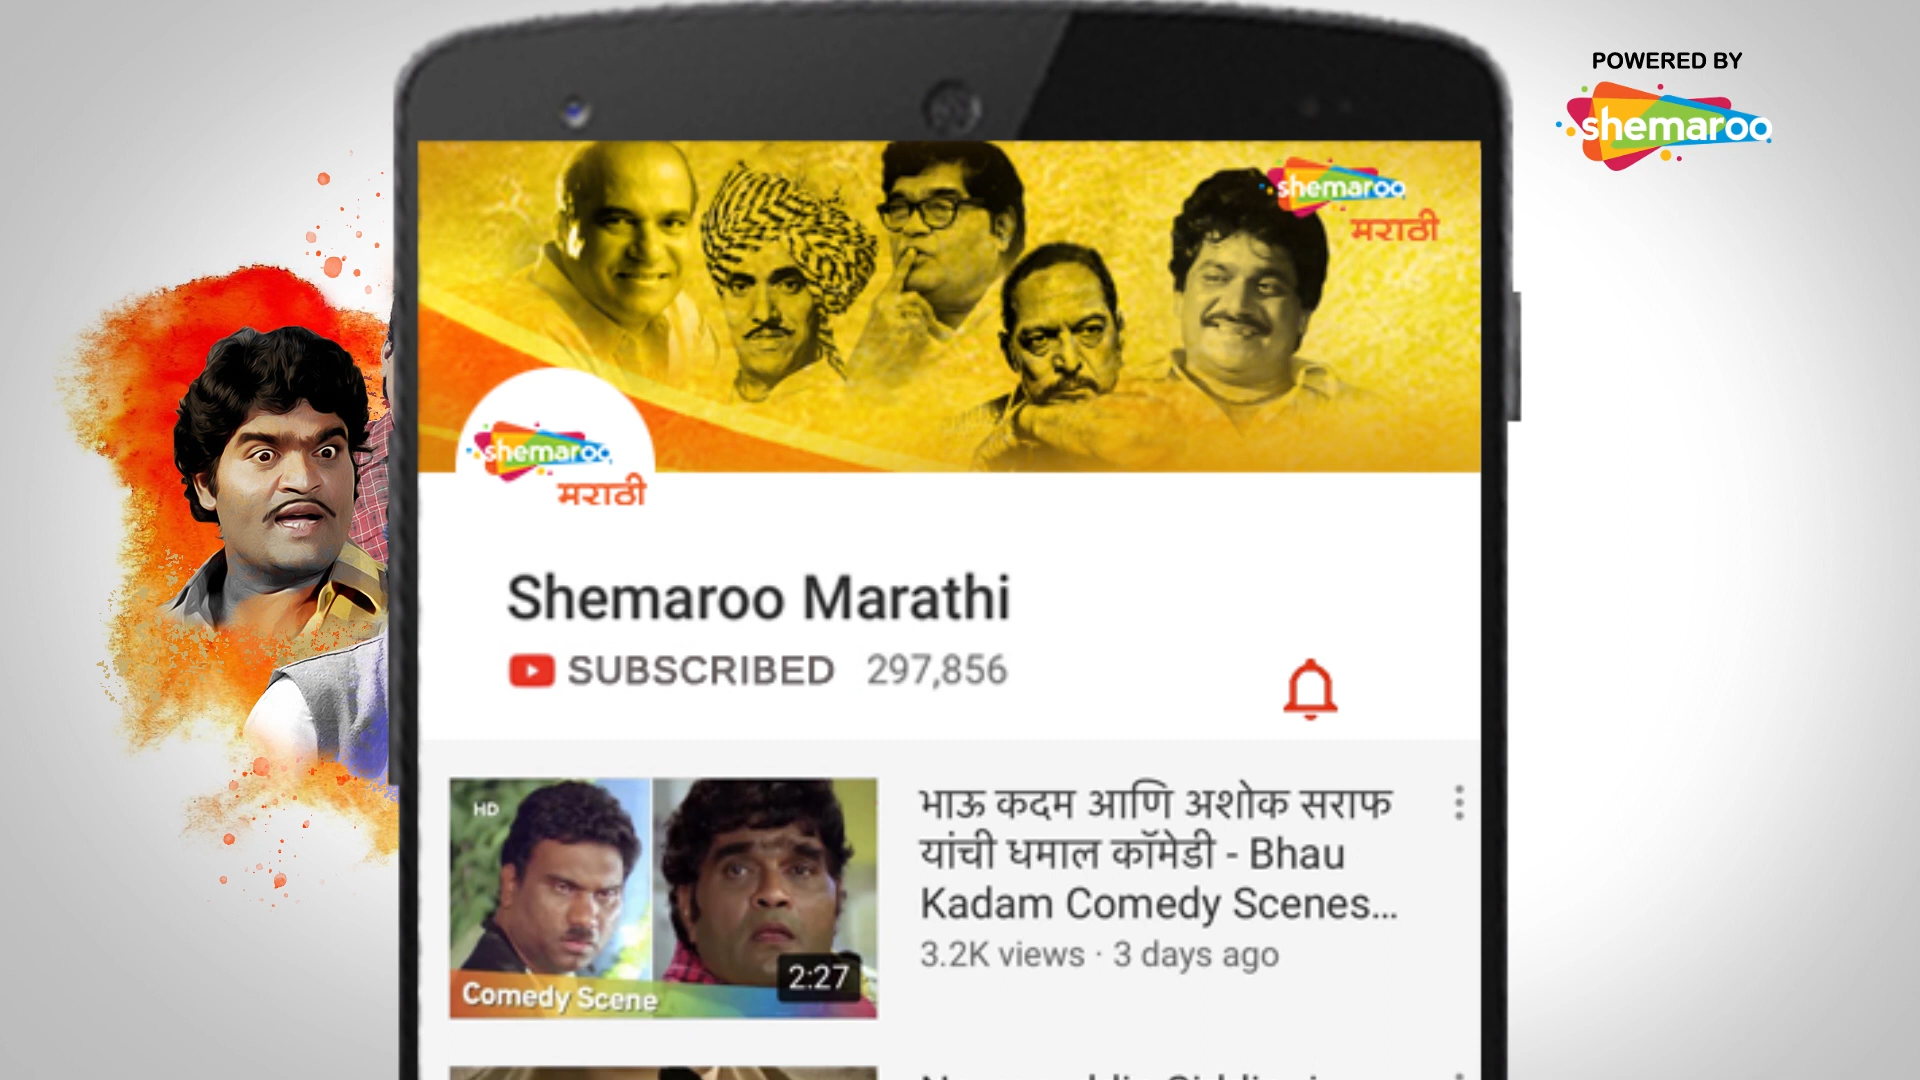 POWERED BY
shemaroo
shemaroo
मराठी
shemaroo
मराठी
Shemaroo Marathi
SUBSCRIBED 297,856
HD
Comedy Scene
2:27
भाऊ कदम आणि अशोक सराफ
यांची धमाल कॉमेडी - Bhau
Kadam Comedy Scenes...
3.2K views · 3 days ago